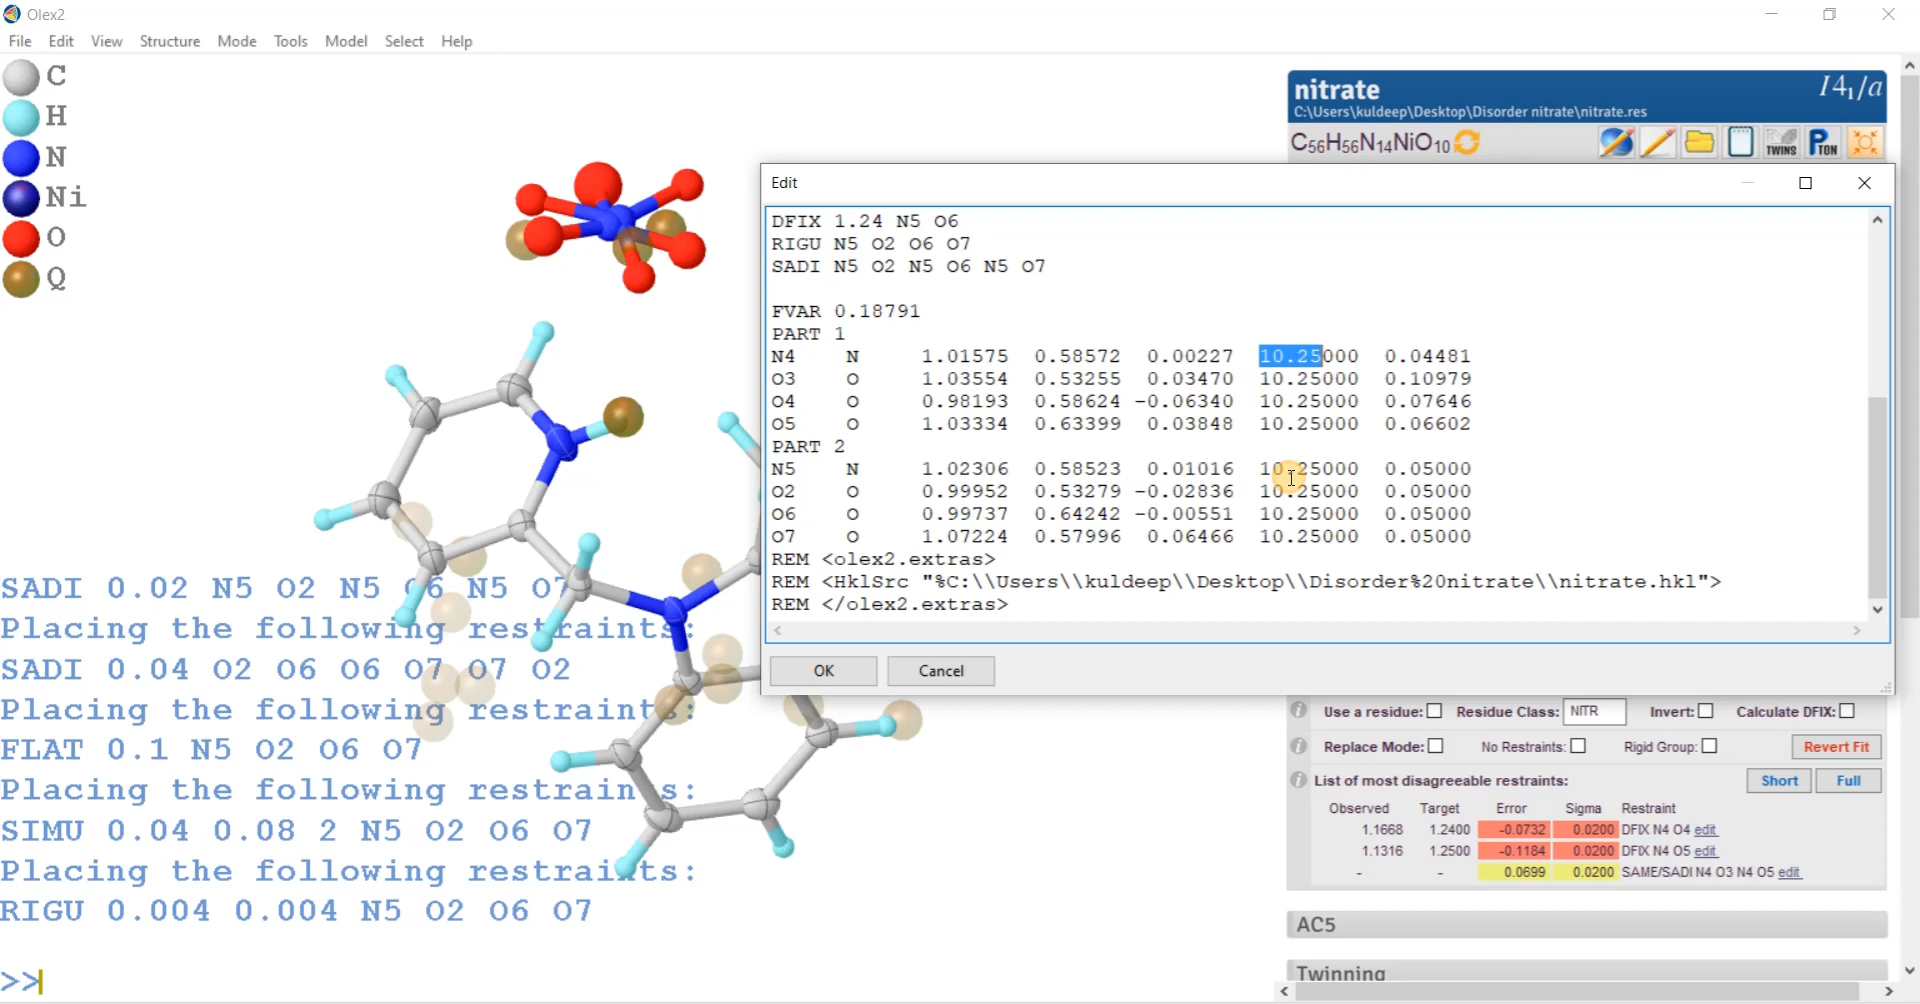 Olex2
File Edit View Structure Mode Tools Model Select Help
C
H
N
Ni
O
Q
nitrate
I4₁/a
C:\Users\kuldeep\Desktop\Disorder nitrate\nitrate.res
C₅₆H₅₆N₁₄NiO₁₀
TWINS
PTON
Edit
DFIX 1.24 N5 O6
RIGU N5 O2 O6 O7
SADI N5 O2 N5 O6 N5 O7
FVAR 0.18791
PART 1
N4 N 1.01575 0.58572 0.00227 10.25000 0.04481
O3 O 1.03554 0.53255 0.03470 10.25000 0.10979
O4 O 0.98193 0.58624 -0.06340 10.25000 0.07646
O5 O 1.03334 0.63399 0.03848 10.25000 0.06602
PART 2
N5 N 1.02306 0.58523 0.01016 10.25000 0.05000
O2 O 0.99952 0.53279 -0.02836 10.25000 0.05000
O6 O 0.99737 0.64242 -0.00551 10.25000 0.05000
O7 O 1.07224 0.57996 0.06466 10.25000 0.05000
REM <olex2.extras>
REM <HklSrc "%C:\\Users\\kuldeep\\Desktop\\Disorder%20nitrate\\nitrate.hkl">
REM </olex2.extras>
OK Cancel
SADI 0.02 N5 O2 N5 O6 N5 O7
Placing the following restraints:
SADI 0.04 O2 O6 O6 O7 O7 O2
Placing the following restraints:
FLAT 0.1 N5 O2 O6 O7
Placing the following restraints:
SIMU 0.04 0.08 2 N5 O2 O6 O7
Placing the following restraints:
RIGU 0.004 0.004 N5 O2 O6 O7
>>
Use a residue: Residue Class: NITR Invert: Calculate DFIX:
Replace Mode: No Restraints: Rigid Group: Revert Fit
List of most disagreeable restraints: Short Full
Observed Target Error Sigma Restraint
1.1668 1.2400 -0.0732 0.0200 DFIX N4 O4 edit
1.1316 1.2500 -0.1184 0.0200 DFIX N4 O5 edit
- - 0.0699 0.0200 SAME/SADI N4 O3 N4 O5 edit
AC5
Twinning